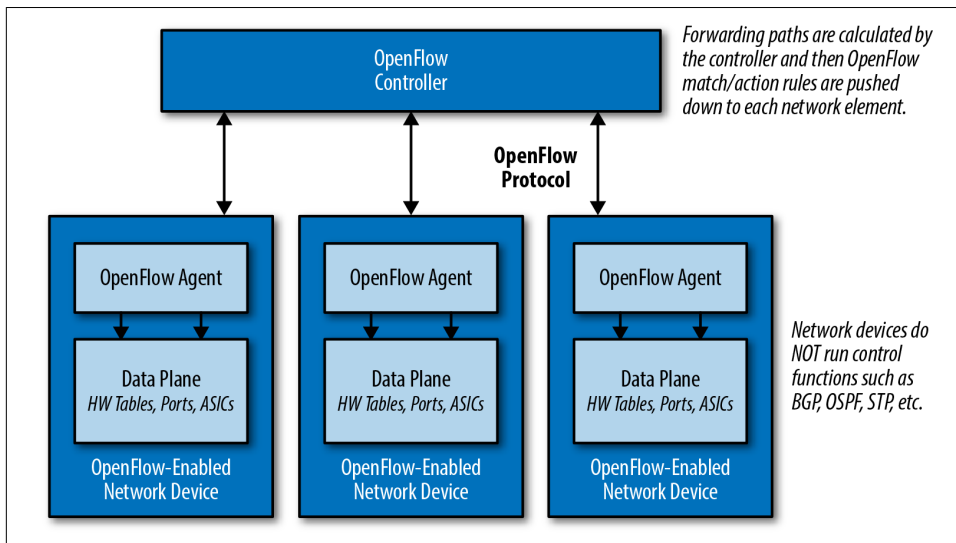 OpenFlow
Controller
Forwarding paths are calculated by
the controller and then OpenFlow
match/action rules are pushed
down to each network element.
OpenFlow
Protocol
OpenFlow Agent
Data Plane
HW Tables, Ports, ASICs
OpenFlow-Enabled
Network Device
OpenFlow Agent
Data Plane
HW Tables, Ports, ASICs
OpenFlow-Enabled
Network Device
OpenFlow Agent
Data Plane
HW Tables, Ports, ASICs
OpenFlow-Enabled
Network Device
Network devices do
NOT run control
functions such as
BGP, OSPF, STP, etc.